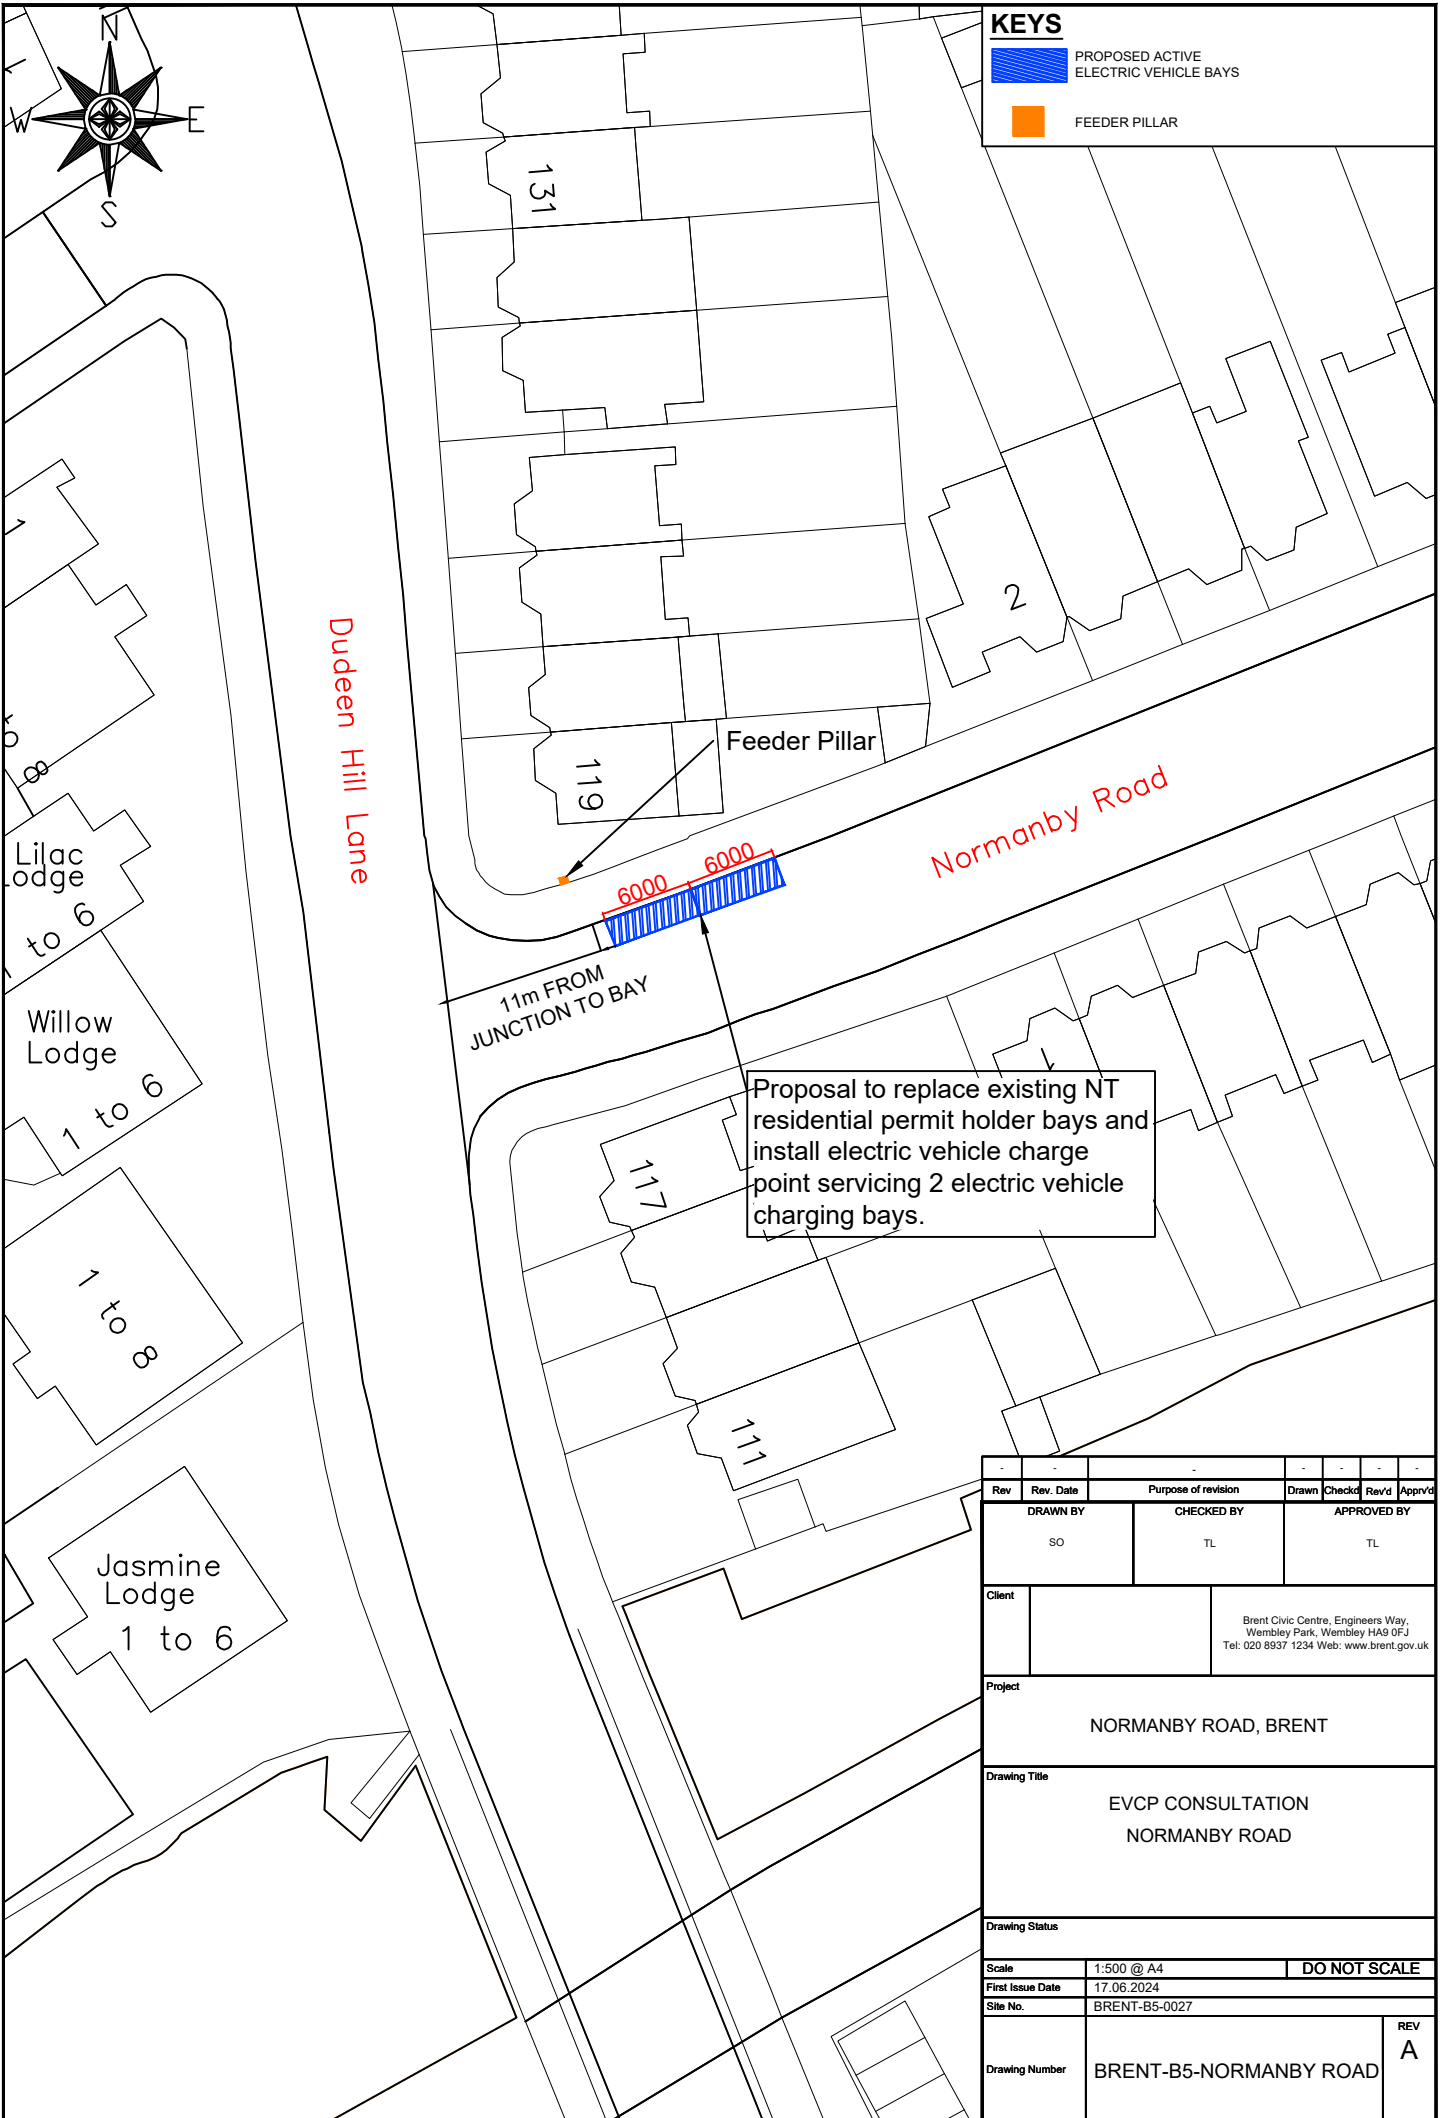 KEYS
PROPOSED ACTIVE
ELECTRIC VEHICLE BAYS
FEEDER PILLAR
N
W
E
S
131
2
Dudeen Hill Lane
Feeder Pillar
119
Normanby Road
6000
6000
11m FROM
JUNCTION TO BAY
1
8
Lilac
Lodge
to 6
Willow
Lodge
1 to 6
1 to 8
1
Proposal to replace existing NT
residential permit holder bays and
install electric vehicle charge
point servicing 2 electric vehicle
charging bays.
117
111
Jasmine
Lodge
1 to 6
- - - - - - -
Rev Rev. Date Purpose of revision Drawn Checkd Rev'd Apprv'd
DRAWN BY CHECKED BY APPROVED BY
SO TL TL
Client
Brent Civic Centre, Engineers Way,
Wembley Park, Wembley HA9 0FJ
Tel: 020 8937 1234 Web: www.brent.gov.uk
Project
NORMANBY ROAD, BRENT
Drawing Title
EVCP CONSULTATION
NORMANBY ROAD
Drawing Status
Scale 1:500 @ A4 DO NOT SCALE
First Issue Date 17.06.2024
Site No. BRENT-B5-0027
Drawing Number BRENT-B5-NORMANBY ROAD
REV
A